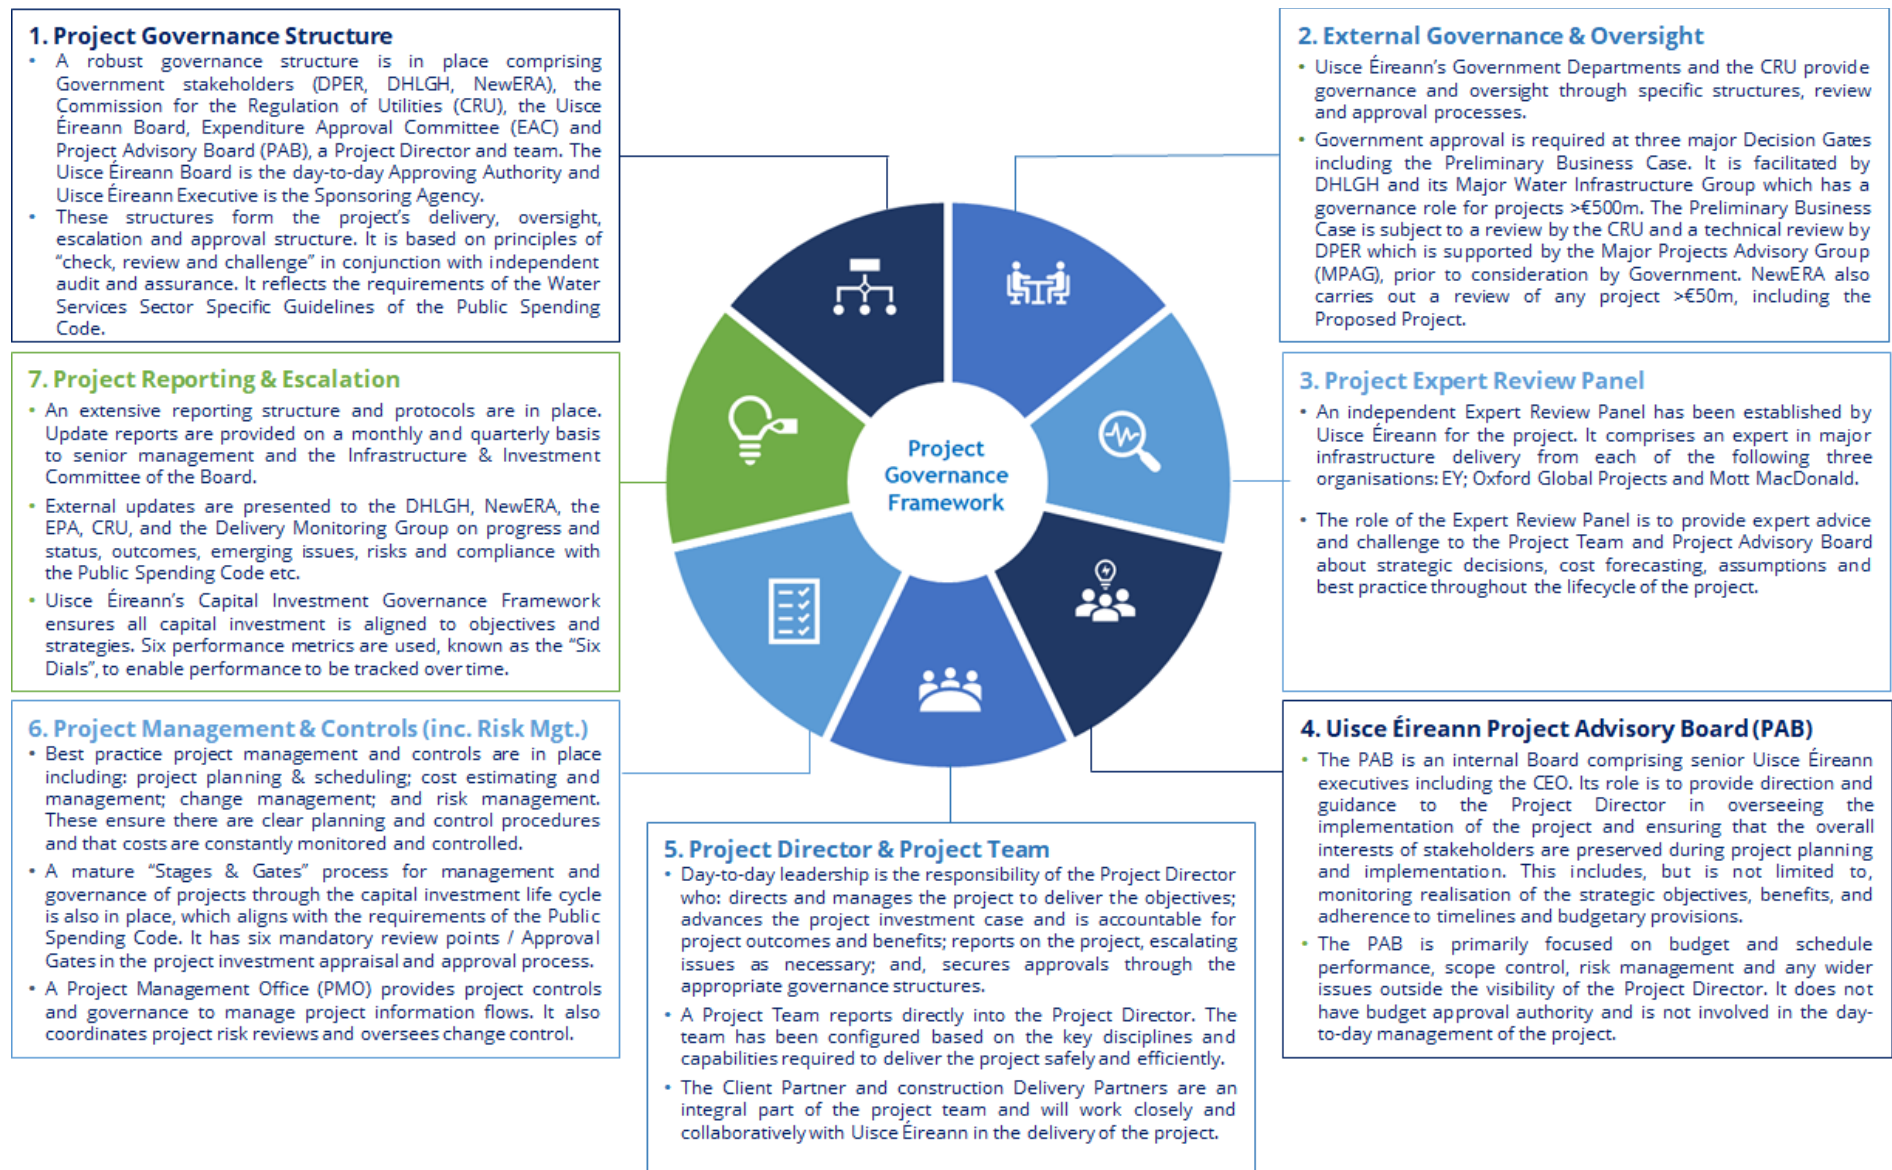 1. Project Governance Structure
• A robust governance structure is in place comprising
Government stakeholders (DPER, DHLGH, NewERA), the
Commission for the Regulation of Utilities (CRU), the Uisce
Éireann Board, Expenditure Approval Committee (EAC) and
Project Advisory Board (PAB), a Project Director and team. The
Uisce Éireann Board is the day-to-day Approving Authority and
Uisce Éireann Executive is the Sponsoring Agency.
• These structures form the project's delivery, oversight,
escalation and approval structure. It is based on principles of
“check, review and challenge” in conjunction with independent
audit and assurance. It reflects the requirements of the Water
Services Sector Specific Guidelines of the Public Spending
Code.
2. External Governance & Oversight
• Uisce Éireann's Government Departments and the CRU provide
governance and oversight through specific structures, review
and approval processes.
• Government approval is required at three major Decision Gates
including the Preliminary Business Case. It is facilitated by
DHLGH and its Major Water Infrastructure Group which has a
governance role for projects >€500m. The Preliminary Business
Case is subject to a review by the CRU and a technical review by
DPER which is supported by the Major Projects Advisory Group
(MPAG), prior to consideration by Government. NewERA also
carries out a review of any project >€50m, including the
Proposed Project.
Project
Governance
Framework
3. Project Expert Review Panel
• An independent Expert Review Panel has been established by
Uisce Éireann for the project. It comprises an expert in major
infrastructure delivery from each of the following three
organisations: EY; Oxford Global Projects and Mott MacDonald.
• The role of the Expert Review Panel is to provide expert advice
and challenge to the Project Team and Project Advisory Board
about strategic decisions, cost forecasting, assumptions and
best practice throughout the lifecycle of the project.
4. Uisce Éireann Project Advisory Board (PAB)
• The PAB is an internal Board comprising senior Uisce Éireann
executives including the CEO. Its role is to provide direction and
guidance to the Project Director in overseeing the
implementation of the project and ensuring that the overall
interests of stakeholders are preserved during project planning
and implementation. This includes, but is not limited to,
monitoring realisation of the strategic objectives, benefits, and
adherence to timelines and budgetary provisions.
• The PAB is primarily focused on budget and schedule
performance, scope control, risk management and any wider
issues outside the visibility of the Project Director. It does not
have budget approval authority and is not involved in the day-
to-day management of the project.
5. Project Director & Project Team
• Day-to-day leadership is the responsibility of the Project Director
who: directs and manages the project to deliver the objectives;
advances the project investment case and is accountable for
project outcomes and benefits; reports on the project, escalating
issues as necessary; and, secures approvals through the
appropriate governance structures.
• A Project Team reports directly into the Project Director. The
team has been configured based on the key disciplines and
capabilities required to deliver the project safely and efficiently.
• The Client Partner and construction Delivery Partners are an
integral part of the project team and will work closely and
collaboratively with Uisce Éireann in the delivery of the project.
6. Project Management & Controls (inc. Risk Mgt.)
• Best practice project management and controls are in place
including: project planning & scheduling; cost estimating and
management; change management; and risk management.
These ensure there are clear planning and control procedures
and that costs are constantly monitored and controlled.
• A mature “Stages & Gates” process for management and
governance of projects through the capital investment life cycle
is also in place, which aligns with the requirements of the Public
Spending Code. It has six mandatory review points / Approval
Gates in the project investment appraisal and approval process.
• A Project Management Office (PMO) provides project controls
and governance to manage project information flows. It also
coordinates project risk reviews and oversees change control.
7. Project Reporting & Escalation
• An extensive reporting structure and protocols are in place.
Update reports are provided on a monthly and quarterly basis
to senior management and the Infrastructure & Investment
Committee of the Board.
• External updates are presented to the DHLGH, NewERA, the
EPA, CRU, and the Delivery Monitoring Group on progress and
status, outcomes, emerging issues, risks and compliance with
the Public Spending Code etc.
• Uisce Éireann's Capital Investment Governance Framework
ensures all capital investment is aligned to objectives and
strategies. Six performance metrics are used, known as the “Six
Dials”, to enable performance to be tracked over time.